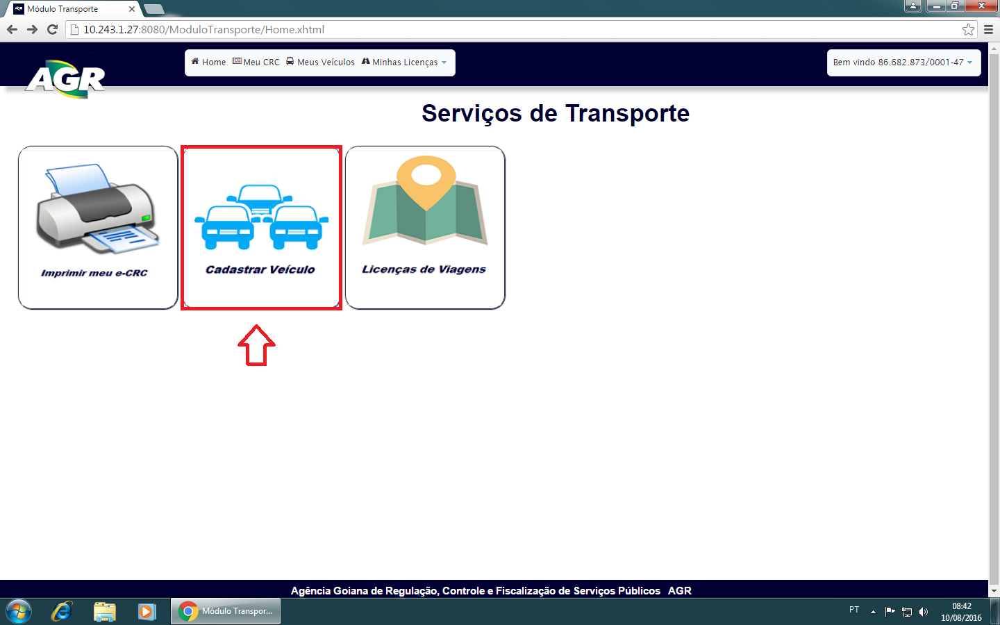 AGR Módulo Transporte
10.243.1.27:8080/ModuloTransporte/Home.xhtml
AGR
Home Meu CRC Meus Veículos Minhas Licenças
Bem vindo 86.682.873/0001-47
Serviços de Transporte
Imprimir meu e-CRC
Cadastrar Veículo
Licenças de Viagens
Agência Goiana de Regulação, Controle e Fiscalização de Serviços Públicos AGR
Módulo Transpor...
PT
08:42
10/08/2016